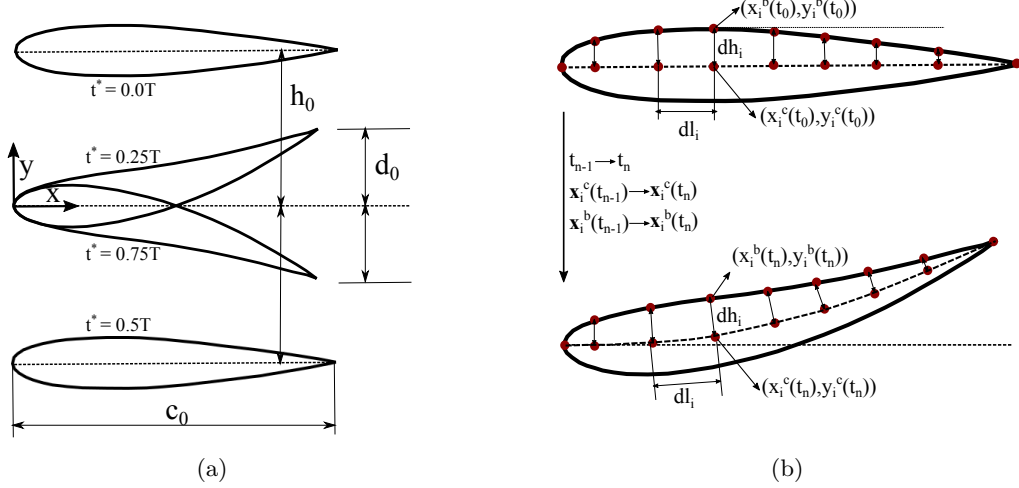 t* = 0.0T
h₀
t* = 0.25T
d₀
y
x
t* = 0.75T
t* = 0.5T
c₀
(a)
(xᵢᵇ(t₀),yᵢᵇ(t₀))
dhᵢ
(xᵢᶜ(t₀),yᵢᶜ(t₀))
dlᵢ
tₙ₋₁→tₙ
𝐱ᵢᶜ(tₙ₋₁)→𝐱ᵢᶜ(tₙ)
𝐱ᵢᵇ(tₙ₋₁)→𝐱ᵢᵇ(tₙ)
(xᵢᵇ(tₙ),yᵢᵇ(tₙ))
dhᵢ
dlᵢ
(xᵢᶜ(tₙ),yᵢᶜ(tₙ))
(b)